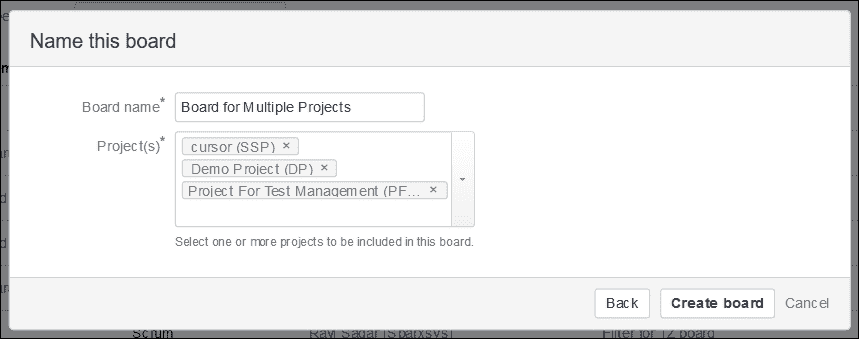 Name this board
Board name*
Board for Multiple Projects
Project(s)*
cursor (SSP) ×
Demo Project (DP) ×
Project For Test Management (PF... ×
Select one or more projects to be included in this board.
Back Create board Cancel
Scrum Ravi Sagar (Sparxsys) Filter for 12 board